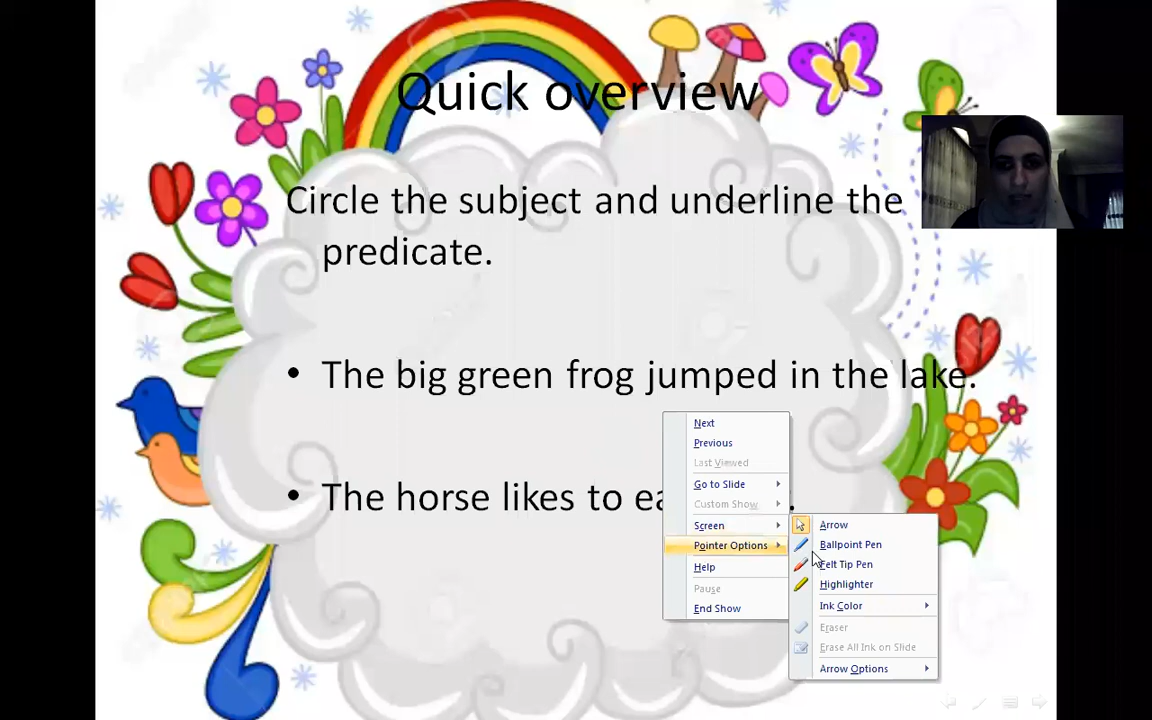 Quick overview
Circle the subject and underline the
predicate.
• The big green frog jumped in the lake.
• The horse likes to
Next
Previous
Last Viewed
Go to Slide
Custom Show
Screen
Pointer Options
Help
Pause
End Show
Arrow
Ballpoint Pen
Felt Tip Pen
Highlighter
Ink Color
Eraser
Erase All Ink on Slide
Arrow Options